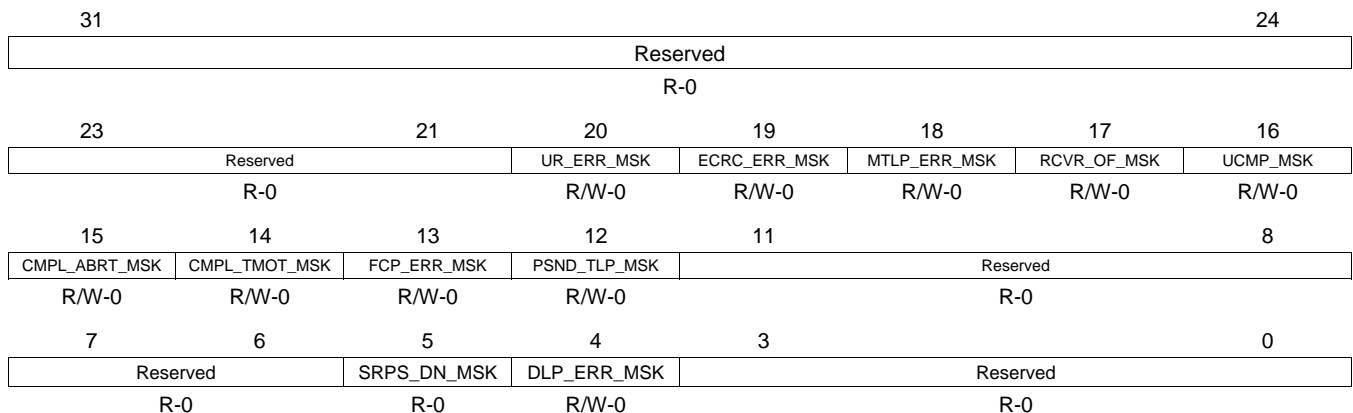 31 24
Reserved
R-0
23 21 20 19 18 17 16
Reserved UR_ERR_MSK ECRC_ERR_MSK MTLP_ERR_MSK RCVR_OF_MSK UCMP_MSK
R-0 R/W-0 R/W-0 R/W-0 R/W-0 R/W-0
15 14 13 12 11 8
CMPL_ABRT_MSK CMPL_TMOT_MSK FCP_ERR_MSK PSND_TLP_MSK Reserved
R/W-0 R/W-0 R/W-0 R/W-0 R-0
7 6 5 4 3 0
Reserved SRPS_DN_MSK DLP_ERR_MSK Reserved
R-0 R-0 R/W-0 R-0